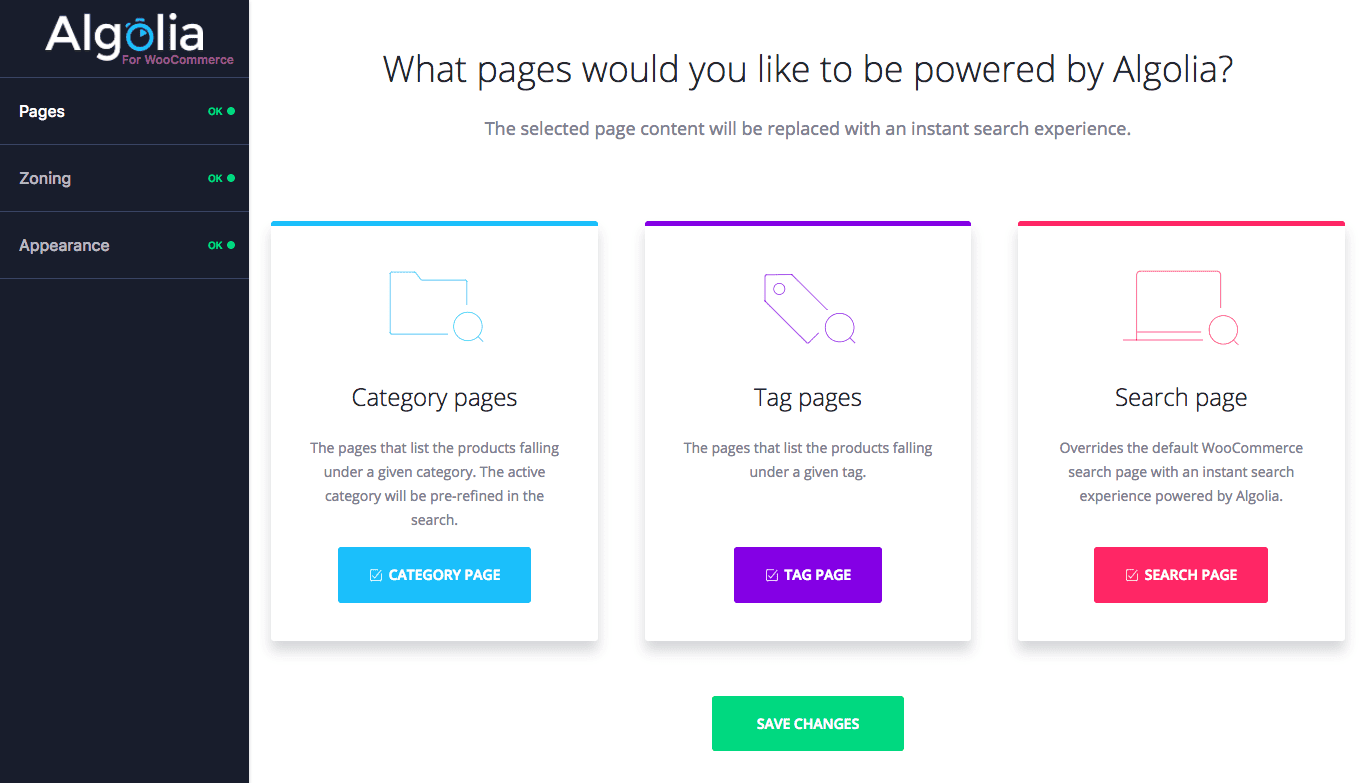 Algolia
For WooCommerce
Pages OK
Zoning OK
Appearance OK
What pages would you like to be powered by Algolia?
The selected page content will be replaced with an instant search experience.
Category pages
The pages that list the products falling
under a given category. The active
category will be pre-refined in the
search.
CATEGORY PAGE
Tag pages
The pages that list the products falling
under a given tag.
TAG PAGE
Search page
Overrides the default WooCommerce
search page with an instant search
experience powered by Algolia.
SEARCH PAGE
SAVE CHANGES